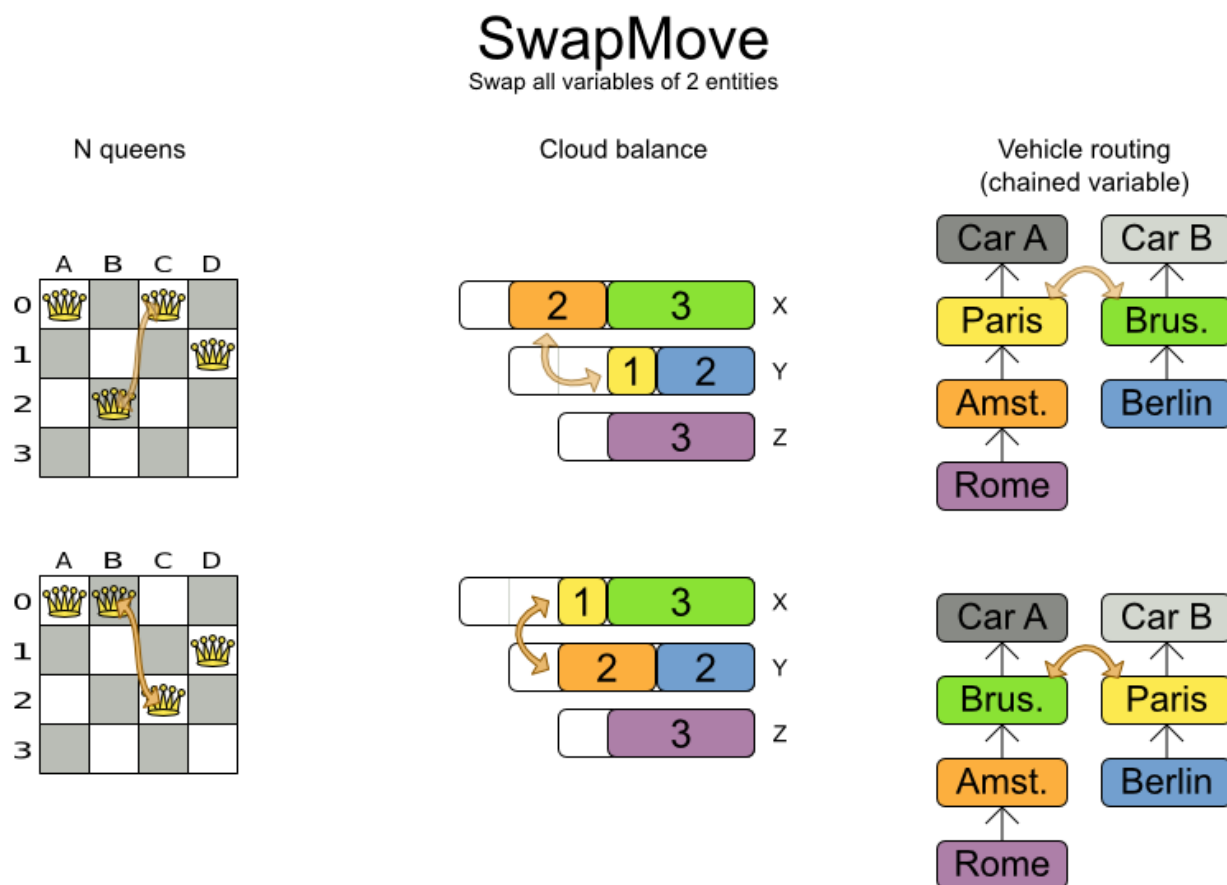 SwapMove
Swap all variables of 2 entities
N queens
A B C D
0
1
2
3
A B C D
0
1
2
3
Cloud balance
2 3 X
1 2 Y
3 Z
1 3 X
2 2 Y
3 Z
Vehicle routing
(chained variable)
Car A Car B
Paris Brus.
Amst. Berlin
Rome
Car A Car B
Brus. Paris
Amst. Berlin
Rome